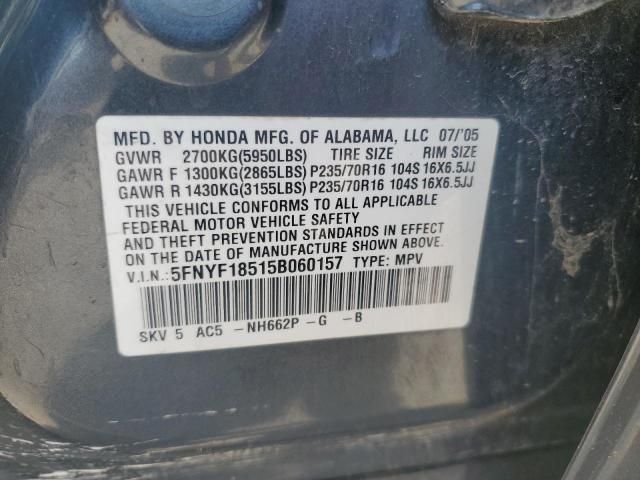 MFD. BY HONDA MFG. OF ALABAMA, LLC 07/'05
GVWR 2700KG(5950LBS) TIRE SIZE RIM SIZE
GAWR F 1300KG(2865LBS) P235/70R16 104S 16X6.5JJ
GAWR R 1430KG(3155LBS) P235/70R16 104S 16X6.5JJ
THIS VEHICLE CONFORMS TO ALL APPLICABLE
FEDERAL MOTOR VEHICLE SAFETY
AND THEFT PREVENTION STANDARDS IN EFFECT
ON THE DATE OF MANUFACTURE SHOWN ABOVE.
V.I.N.: 5FNYF18515B060157 TYPE: MPV
SKV 5 AC5 -NH662P -G -B